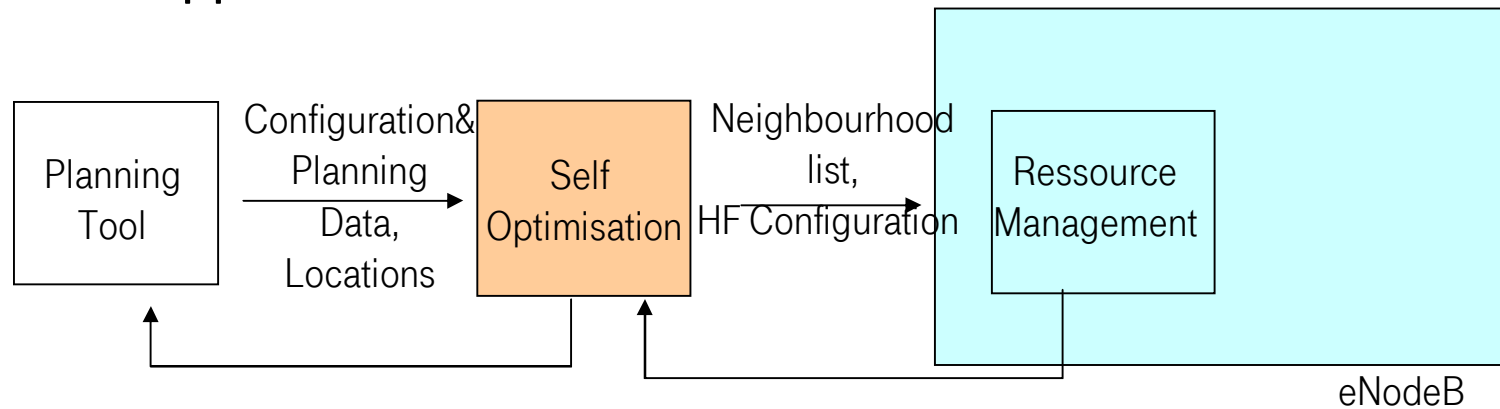 Planning
Tool
Configuration&
Planning
Data,
Locations
Self
Optimisation
Neighbourhood
list,
HF Configuration
Ressource
Management
eNodeB